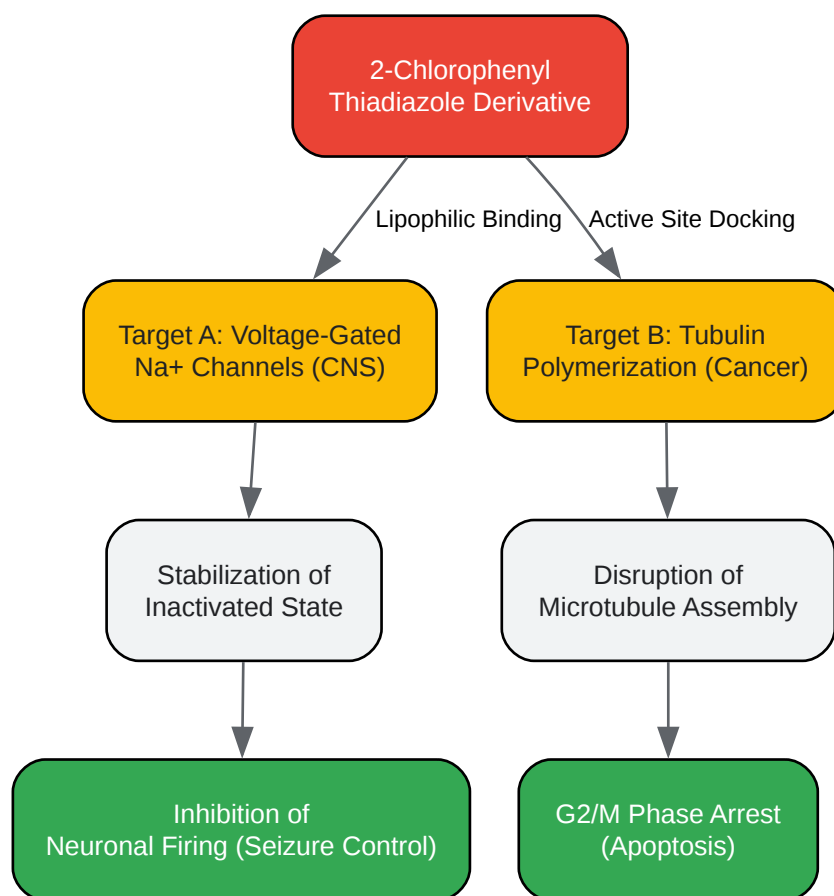 2-Chlorophenyl
Thiadiazole Derivative
Lipophilic Binding
Active Site Docking
Target A: Voltage-Gated
Na+ Channels (CNS)
Target B: Tubulin
Polymerization (Cancer)
Stabilization of
Inactivated State
Disruption of
Microtubule Assembly
Inhibition of
Neuronal Firing (Seizure Control)
G2/M Phase Arrest
(Apoptosis)